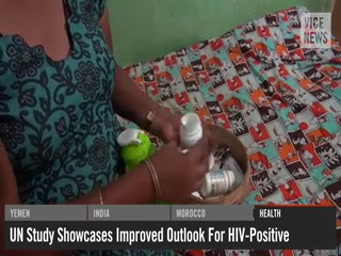 VICE
NEWS
YEMEN INDIA MOROCCO HEALTH
UN Study Showcases Improved Outlook For HIV-Positive